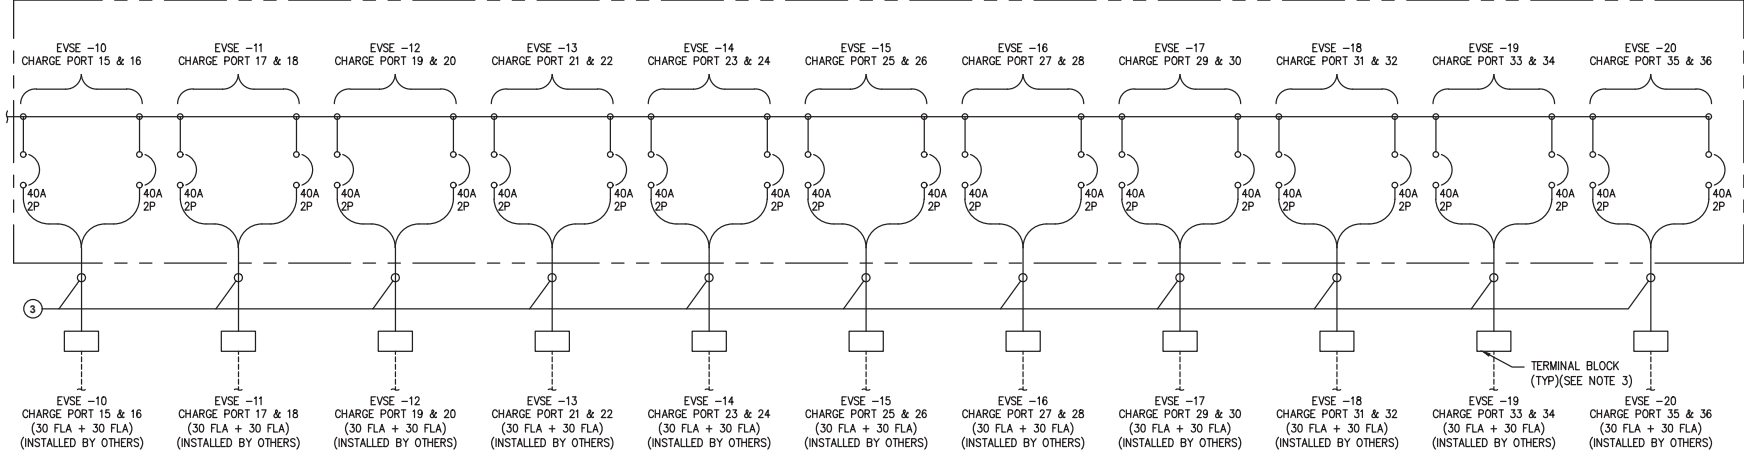 EVSE -10
CHARGE PORT 15 & 16
EVSE -11
CHARGE PORT 17 & 18
EVSE -12
CHARGE PORT 19 & 20
EVSE -13
CHARGE PORT 21 & 22
EVSE -14
CHARGE PORT 23 & 24
EVSE -15
CHARGE PORT 25 & 26
EVSE -16
CHARGE PORT 27 & 28
EVSE -17
CHARGE PORT 29 & 30
EVSE -18
CHARGE PORT 31 & 32
EVSE -19
CHARGE PORT 33 & 34
EVSE -20
CHARGE PORT 35 & 36
40A
2P
40A
2P
40A
2P
40A
2P
40A
2P
40A
2P
40A
2P
40A
2P
40A
2P
40A
2P
40A
2P
40A
2P
40A
2P
40A
2P
40A
2P
40A
2P
40A
2P
40A
2P
40A
2P
40A
2P
40A
2P
40A
2P
3
TERMINAL BLOCK
(TYP)(SEE NOTE 3)
EVSE -10
CHARGE PORT 15 & 16
(30 FLA + 30 FLA)
(INSTALLED BY OTHERS)
EVSE -11
CHARGE PORT 17 & 18
(30 FLA + 30 FLA)
(INSTALLED BY OTHERS)
EVSE -12
CHARGE PORT 19 & 20
(30 FLA + 30 FLA)
(INSTALLED BY OTHERS)
EVSE -13
CHARGE PORT 21 & 22
(30 FLA + 30 FLA)
(INSTALLED BY OTHERS)
EVSE -14
CHARGE PORT 23 & 24
(30 FLA + 30 FLA)
(INSTALLED BY OTHERS)
EVSE -15
CHARGE PORT 25 & 26
(30 FLA + 30 FLA)
(INSTALLED BY OTHERS)
EVSE -16
CHARGE PORT 27 & 28
(30 FLA + 30 FLA)
(INSTALLED BY OTHERS)
EVSE -17
CHARGE PORT 29 & 30
(30 FLA + 30 FLA)
(INSTALLED BY OTHERS)
EVSE -18
CHARGE PORT 31 & 32
(30 FLA + 30 FLA)
(INSTALLED BY OTHERS)
EVSE -19
CHARGE PORT 33 & 34
(30 FLA + 30 FLA)
(INSTALLED BY OTHERS)
EVSE -20
CHARGE PORT 35 & 36
(30 FLA + 30 FLA)
(INSTALLED BY OTHERS)